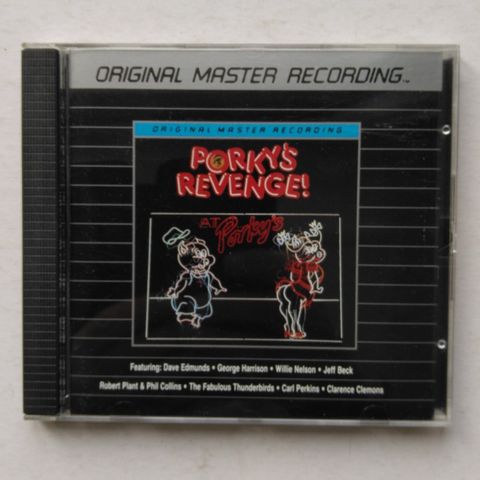 ORIGINAL MASTER RECORDING™
ORIGINAL MASTER RECORDING
PORKY'S
REVENGE!
AT Porky's
Featuring: Dave Edmunds • George Harrison • Willie Nelson • Jeff Beck
Robert Plant & Phil Collins • The Fabulous Thunderbirds • Carl Perkins • Clarence Clemons